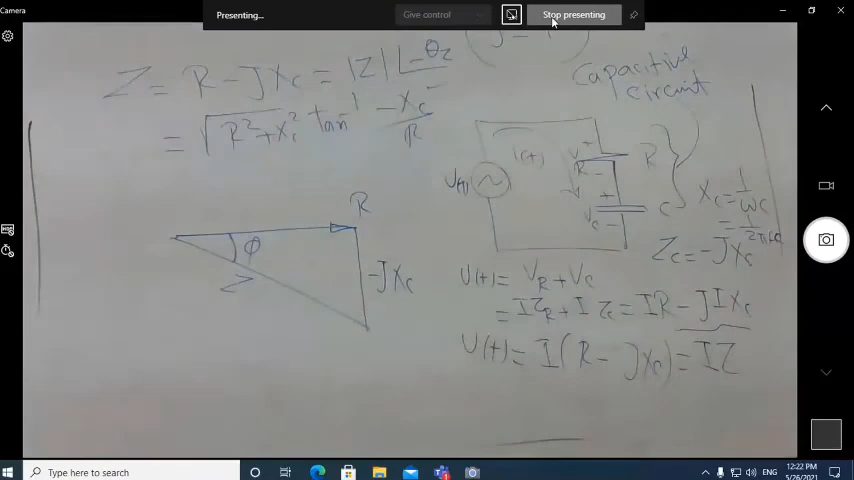 Camera
Presenting...
Give control
Stop presenting
Z = R - JXc = |Z| ∟-θz
= √R²+Xc² tan⁻¹ -Xc/R
capacitive
circuit
V(t)
i(t)
V
R
+
-
R
+
Vc
-
C
Xc = 1/ωC
= 1/2πfC
Zc = -JXc
R
φ
Z
-JXc
V(t) = VR + Vc
= IZR + I Zc = IR - JIXc
V(t) = I(R - JXc) = IZ
Type here to search
ENG
12:22 PM
5/26/2021